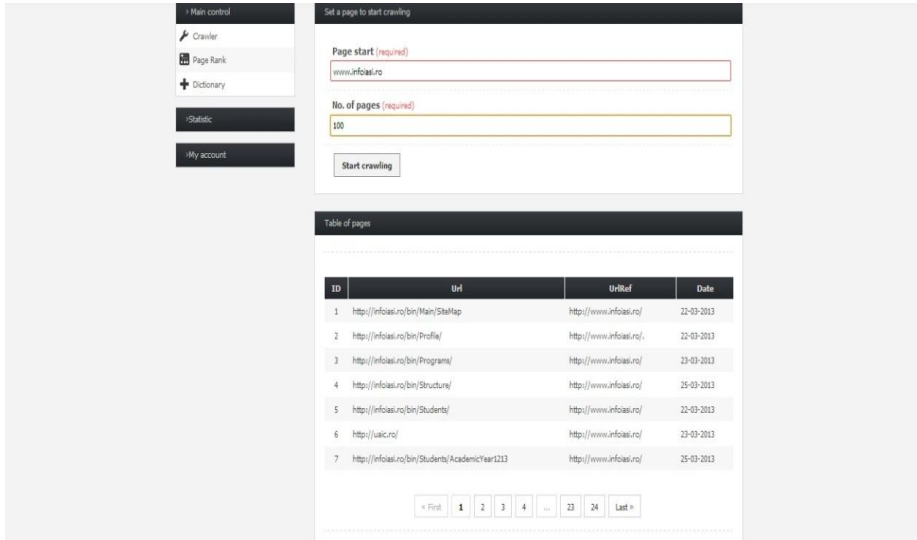 › Main control
Crawler
Page Rank
Dictionary
›Statistic
›My account
Set a page to start crawling
Page start (required)
www.infoiasi.ro
No. of pages (required)
100
Start crawling
Table of pages
ID Url UrlRef Date
1 http://infoiasi.ro/bin/Main/SiteMap http://www.infoiasi.ro/ 22-03-2013
2 http://infoiasi.ro/bin/Profile/ http://www.infoiasi.ro/. 22-03-2013
3 http://infoiasi.ro/bin/Programs/ http://www.infoiasi.ro/ 23-03-2013
4 http://infoiasi.ro/bin/Structure/ http://www.infoiasi.ro/ 25-03-2013
5 http://infoiasi.ro/bin/Students/ http://www.infoiasi.ro/ 22-03-2013
6 http://uaic.ro/ http://www.infoiasi.ro/ 23-03-2013
7 http://infoiasi.ro/bin/Students/AcademicYear1213 http://www.infoiasi.ro/ 25-03-2013
« First 1 2 3 4 ... 23 24 Last »